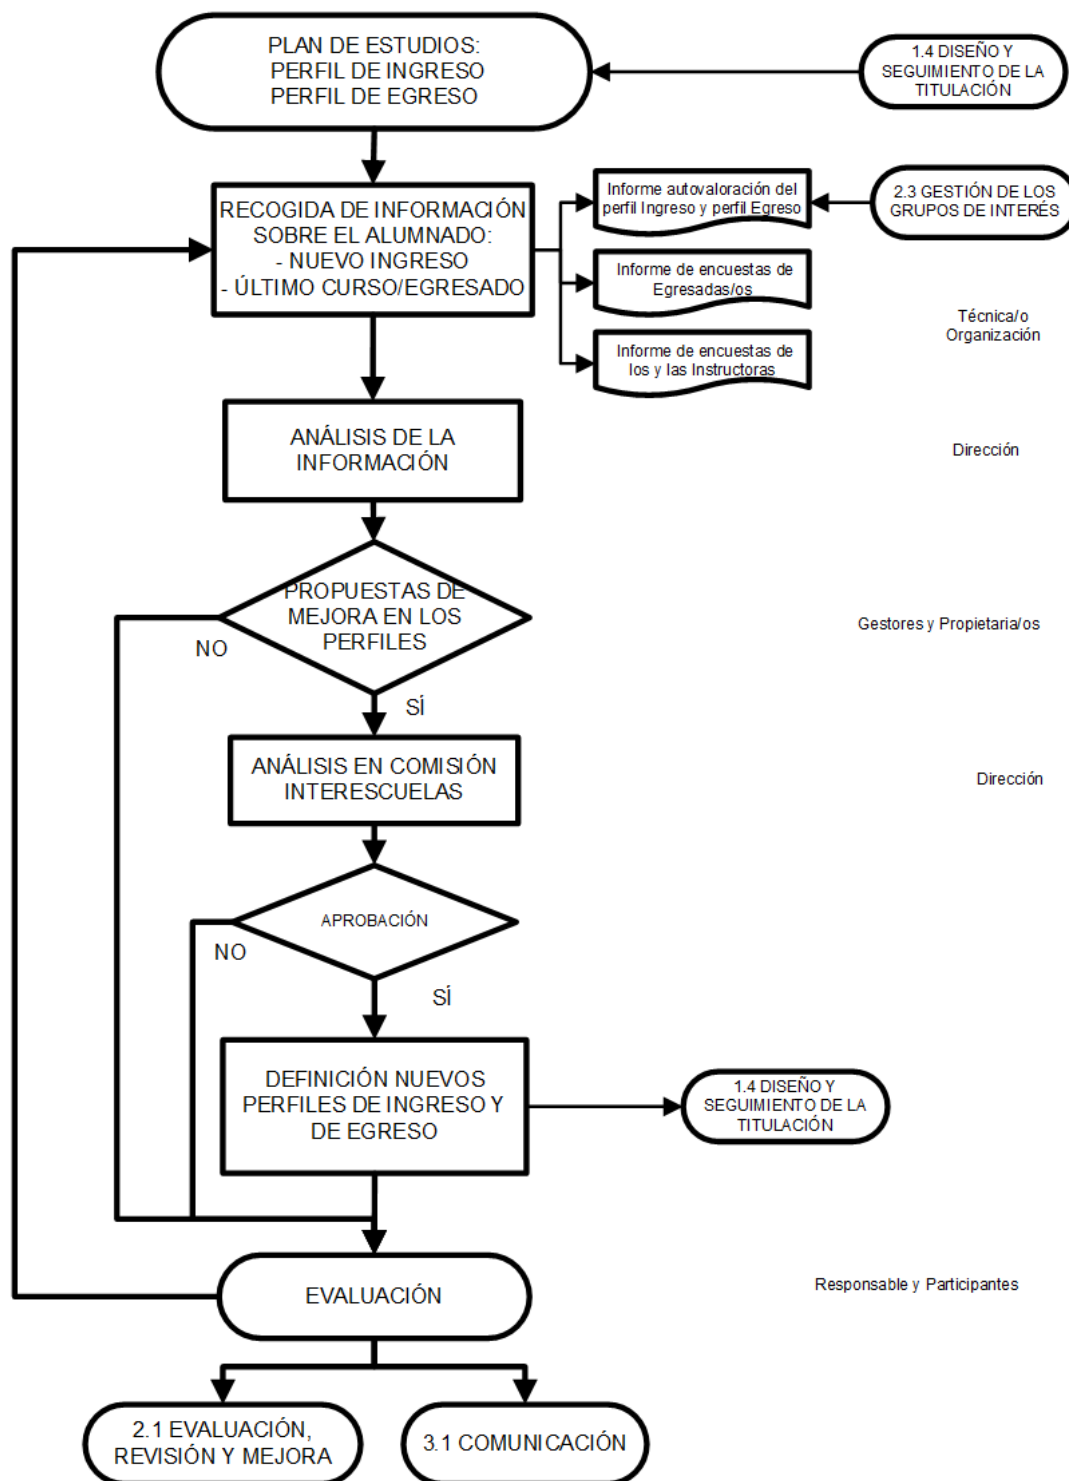 PLAN DE ESTUDIOS:
PERFIL DE INGRESO
PERFIL DE EGRESO
1.4 DISEÑO Y
SEGUIMIENTO DE LA
TITULACIÓN
RECOGIDA DE INFORMACIÓN
SOBRE EL ALUMNADO:
- NUEVO INGRESO
- ÚLTIMO CURSO/EGRESADO
Informe autovaloración del
perfil Ingreso y perfil Egreso
2.3 GESTIÓN DE LOS
GRUPOS DE INTERÉS
Informe de encuestas de
Egresadas/os
Informe de encuestas de
los y las Instructoras
Técnica/o
Organización
ANÁLISIS DE LA
INFORMACIÓN
Dirección
PROPUESTAS DE
MEJORA EN LOS
PERFILES
Gestores y Propietaria/os
NO
SÍ
ANÁLISIS EN COMISIÓN
INTERESCUELAS
Dirección
APROBACIÓN
NO
SÍ
DEFINICIÓN NUEVOS
PERFILES DE INGRESO Y
DE EGRESO
1.4 DISEÑO Y
SEGUIMIENTO DE LA
TITULACIÓN
EVALUACIÓN
Responsable y Participantes
2.1 EVALUACIÓN,
REVISIÓN Y MEJORA
3.1 COMUNICACIÓN